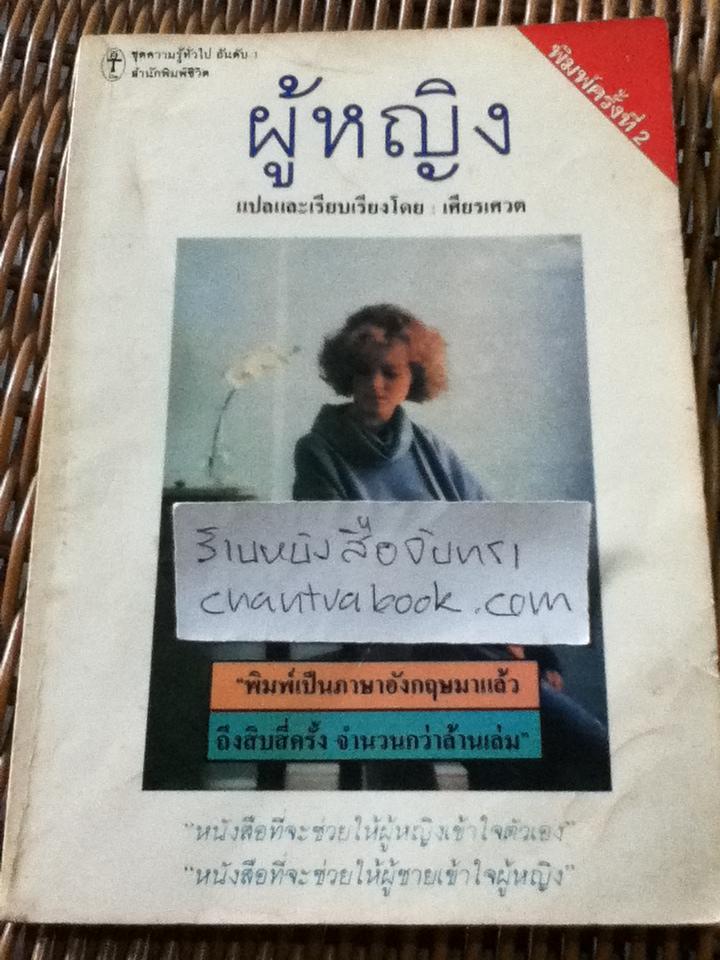 ชุดความรู้ทั่วไป อันดับ 1
สำนักพิมพ์ชีวิต
พิมพ์ครั้งที่ 2
ผู้หญิง
แปลและเรียบเรียงโดย : เศียรเศวต
ร้านหนังสือจันทรา
chantrabook.com
"พิมพ์เป็นภาษาอังกฤษมาแล้ว
ถึงสิบสี่ครั้ง จำนวนกว่าล้านเล่ม"
"หนังสือที่จะช่วยให้ผู้หญิงเข้าใจตัวเอง"
"หนังสือที่จะช่วยให้ผู้ชายเข้าใจผู้หญิง"